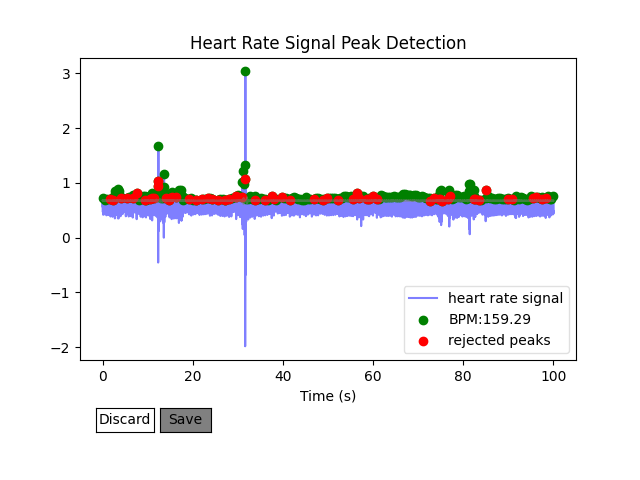 Heart Rate Signal Peak Detection
3
2
1
0
−1
−2
heart rate signal
BPM:159.29
rejected peaks
0 20 40 60 80 100
Time (s)
Discard Save